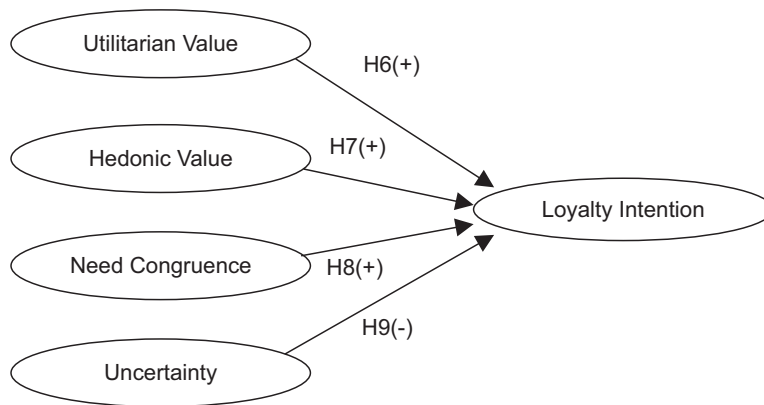 Utilitarian Value
H6(+)
Hedonic Value
H7(+)
Loyalty Intention
Need Congruence
H8(+)
H9(-)
Uncertainty